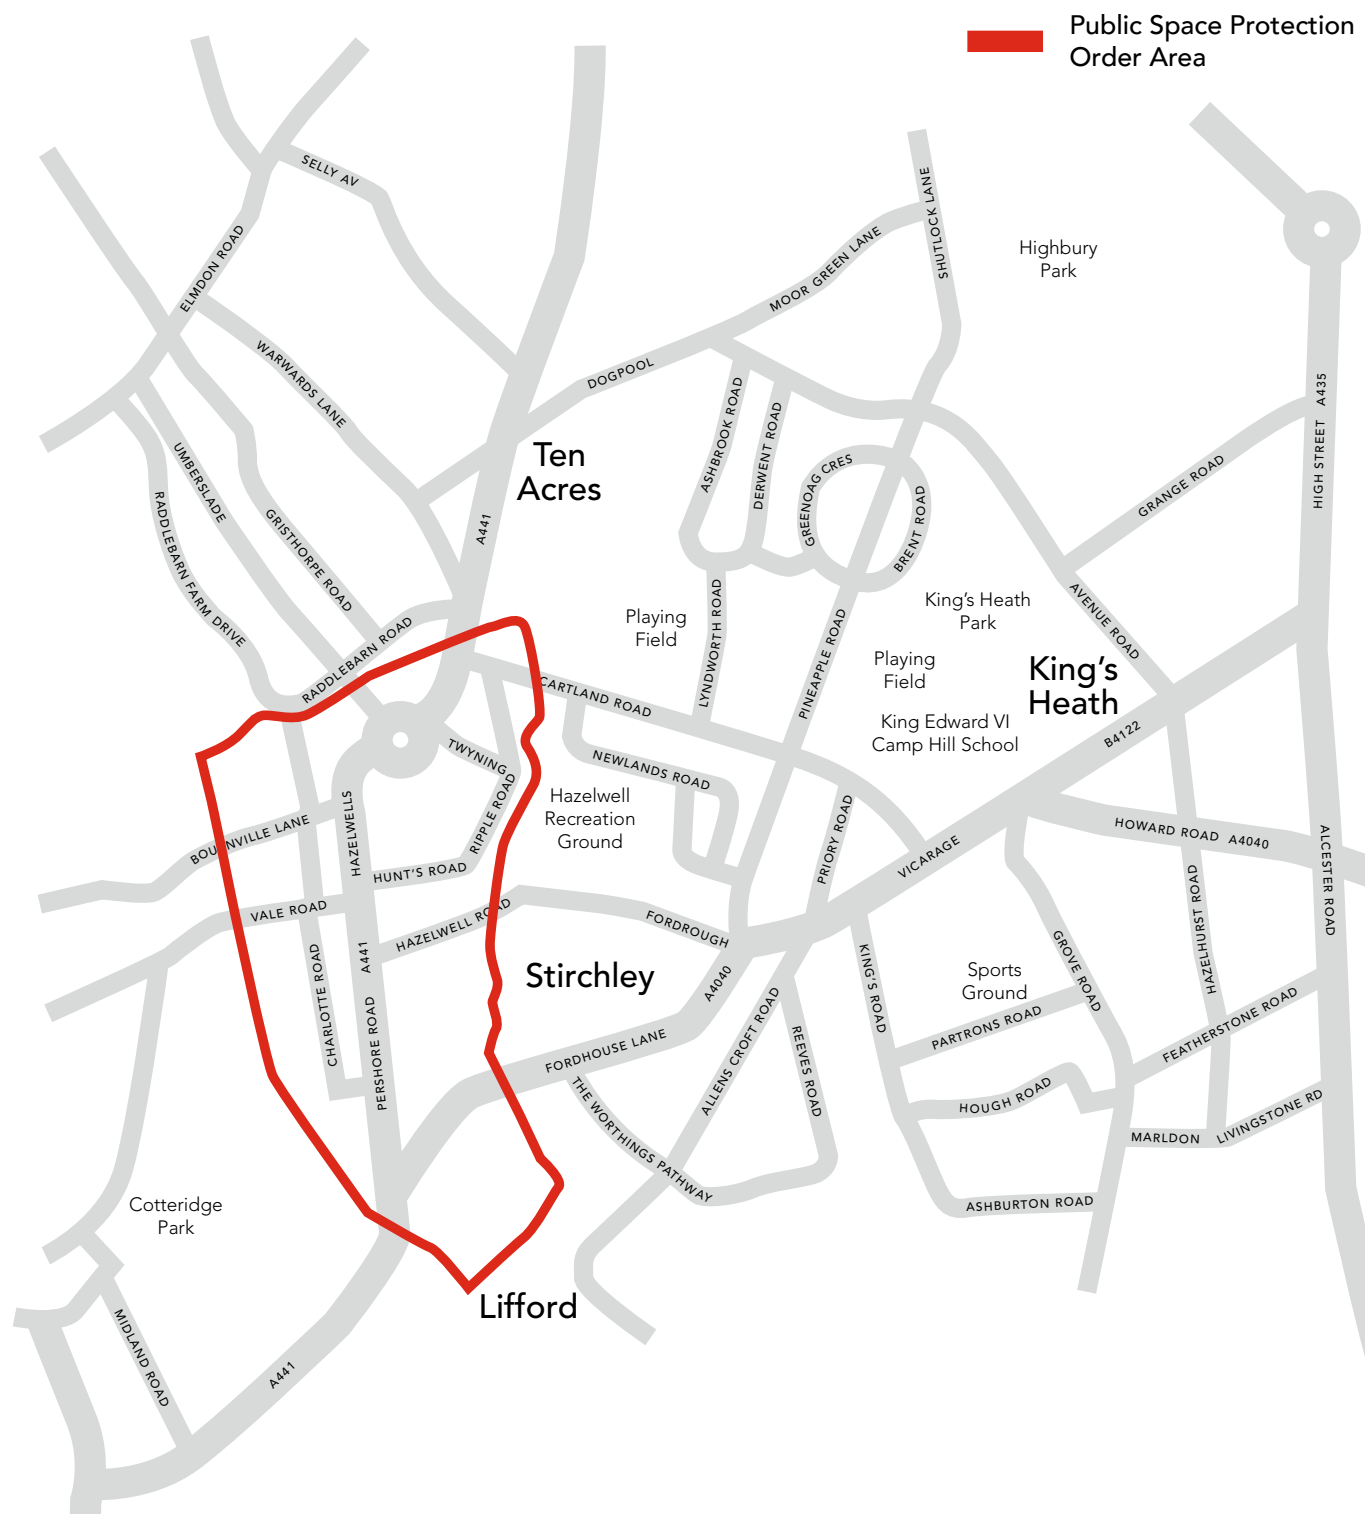 Public Space Protection
Order Area
SELLY AV
SHUTLOCK LANE
ELMDON ROAD
MOOR GREEN LANE
Highbury
Park
WARWARDS LANE
DOGPOOL
HIGH STREET A435
Ten
Acres
ASHBROOK ROAD
DERWENT ROAD
GREENOAG CRES
BRENT ROAD
GRANGE ROAD
UMBERSLADE
RADDLEBARN FARM DRIVE
GRISTHORPE ROAD
A441
RADDLEBARN ROAD
Playing
Field
LYNDWORTH ROAD
PINEAPPLE ROAD
King's Heath
Park
AVENUE ROAD
Playing
Field
King's
Heath
CARTLAND ROAD
King Edward VI
Camp Hill School
B4122
TWYNING
NEWLANDS ROAD
RIPPLE ROAD
Hazelwell
Recreation
Ground
BOURNVILLE LANE
HAZELWELLS
HUNT'S ROAD
PRIORY ROAD
VICARAGE
HOWARD ROAD A4040
ALCESTER ROAD
VALE ROAD
HAZELWELL ROAD
FORDROUGH
HAZELHURST ROAD
A441
Stirchley
A4040
KING'S ROAD
Sports
Ground
GROVE ROAD
CHARLOTTE ROAD
PERSHORE ROAD
FORDHOUSE LANE
ALLENS CROFT ROAD
REEVES ROAD
PARTRONS ROAD
FEATHERSTONE ROAD
THE WORTHINGS PATHWAY
HOUGH ROAD
MARLDON
LIVINGSTONE RD
Cotteridge
Park
ASHBURTON ROAD
Lifford
MIDLAND ROAD
A441